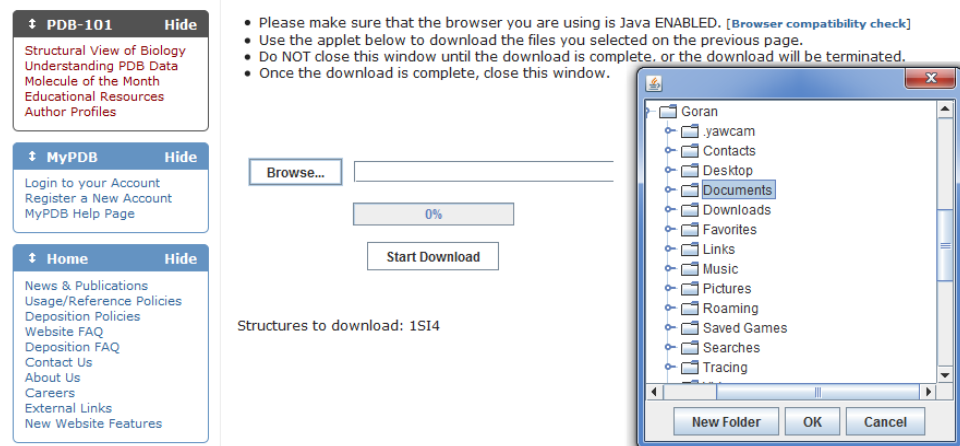 PDB-101 Hide
Structural View of Biology
Understanding PDB Data
Molecule of the Month
Educational Resources
Author Profiles
MyPDB Hide
Login to your Account
Register a New Account
MyPDB Help Page
Home Hide
News & Publications
Usage/Reference Policies
Deposition Policies
Website FAQ
Deposition FAQ
Contact Us
About Us
Careers
External Links
New Website Features
• Please make sure that the browser you are using is Java ENABLED. [Browser compatibility check]
• Use the applet below to download the files you selected on the previous page.
• Do NOT close this window until the download is complete, or the download will be terminated.
• Once the download is complete, close this window.
Browse...
0%
Start Download
Structures to download: 1SI4
Goran
.yawcam
Contacts
Desktop
Documents
Downloads
Favorites
Links
Music
Pictures
Roaming
Saved Games
Searches
Tracing
New Folder OK Cancel